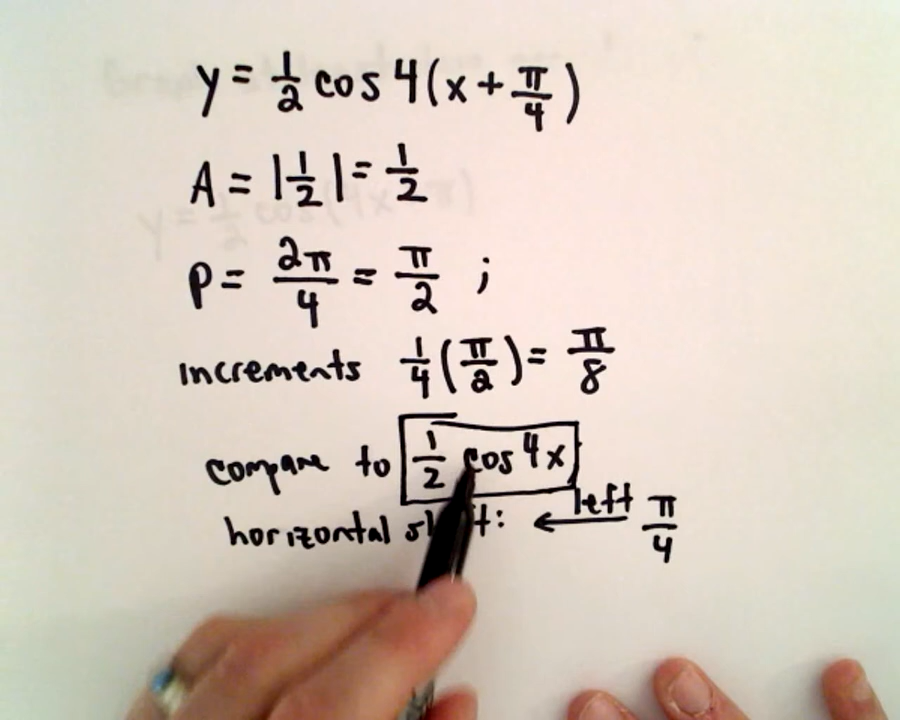 y = 1/2 cos 4(x + π/4)
A = |1/2| = 1/2
P = 2π/4 = π/2 ;
increments 1/4 (π/2) = π/8
compare to 1/2 cos 4x
horizontal : ← left π/4